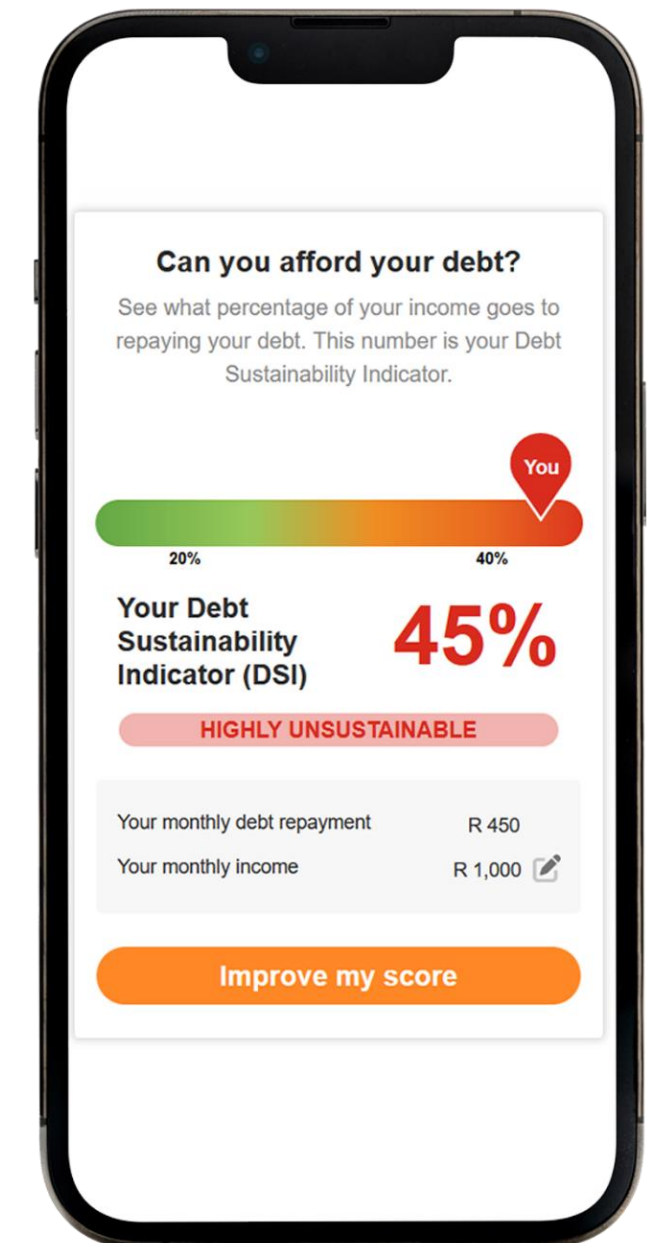 Can you afford your debt?
See what percentage of your income goes to
repaying your debt. This number is your Debt
Sustainability Indicator.
You
20%
40%
Your Debt
Sustainability
Indicator (DSI)
45%
HIGHLY UNSUSTAINABLE
Your monthly debt repayment R 450
Your monthly income R 1,000
Improve my score